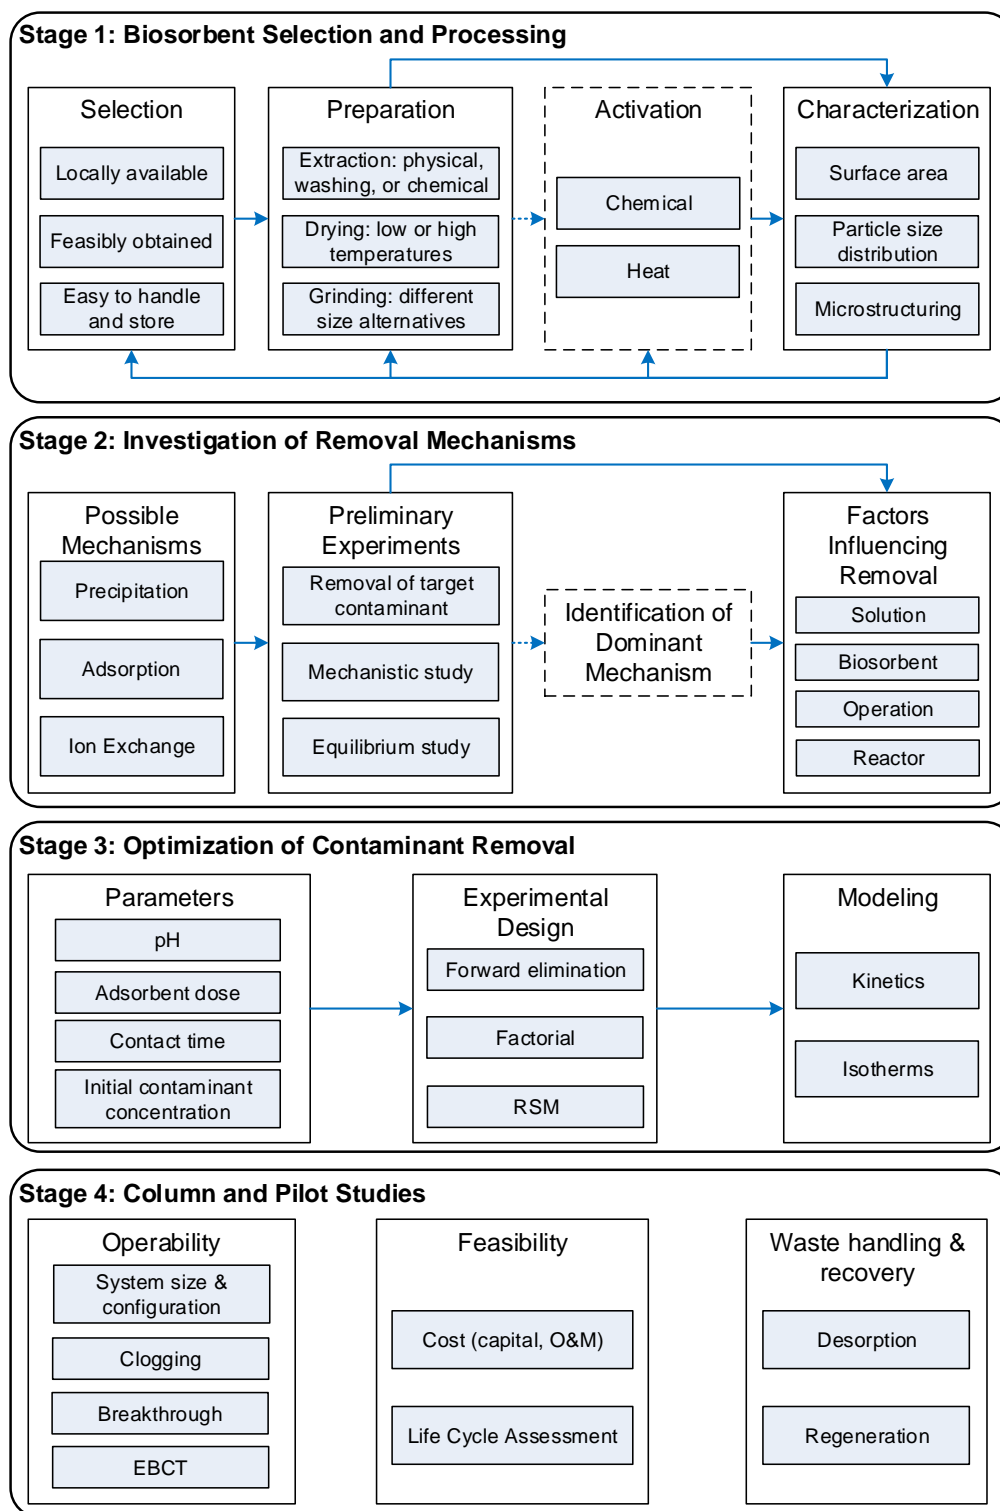 Stage 1: Biosorbent Selection and Processing
Selection
Locally available
Feasibly obtained
Easy to handle
and store
Preparation
Extraction: physical,
washing, or chemical
Drying: low or high
temperatures
Grinding: different
size alternatives
Activation
Chemical
Heat
Characterization
Surface area
Particle size
distribution
Microstructuring
Stage 2: Investigation of Removal Mechanisms
Possible
Mechanisms
Precipitation
Adsorption
Ion Exchange
Preliminary
Experiments
Removal of target
contaminant
Mechanistic study
Equilibrium study
Identification of
Dominant
Mechanism
Factors
Influencing
Removal
Solution
Biosorbent
Operation
Reactor
Stage 3: Optimization of Contaminant Removal
Parameters
pH
Adsorbent dose
Contact time
Initial contaminant
concentration
Experimental
Design
Forward elimination
Factorial
RSM
Modeling
Kinetics
Isotherms
Stage 4: Column and Pilot Studies
Operability
System size &
configuration
Clogging
Breakthrough
EBCT
Feasibility
Cost (capital, O&M)
Life Cycle Assessment
Waste handling &
recovery
Desorption
Regeneration